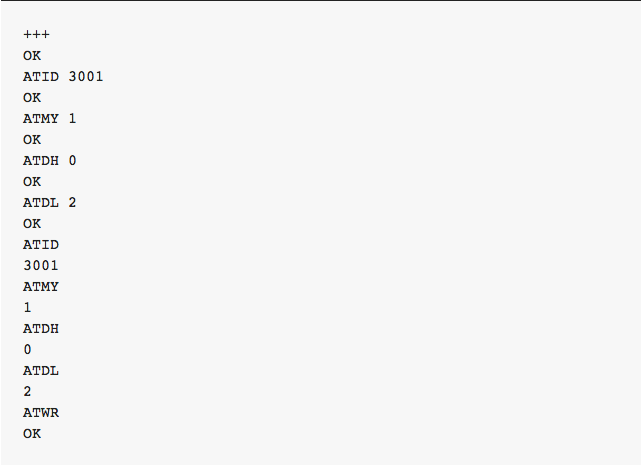 +++
OK
ATID 3001
OK
ATMY 1
OK
ATDH 0
OK
ATDL 2
OK
ATID
3001
ATMY
1
ATDH
0
ATDL
2
ATWR
OK